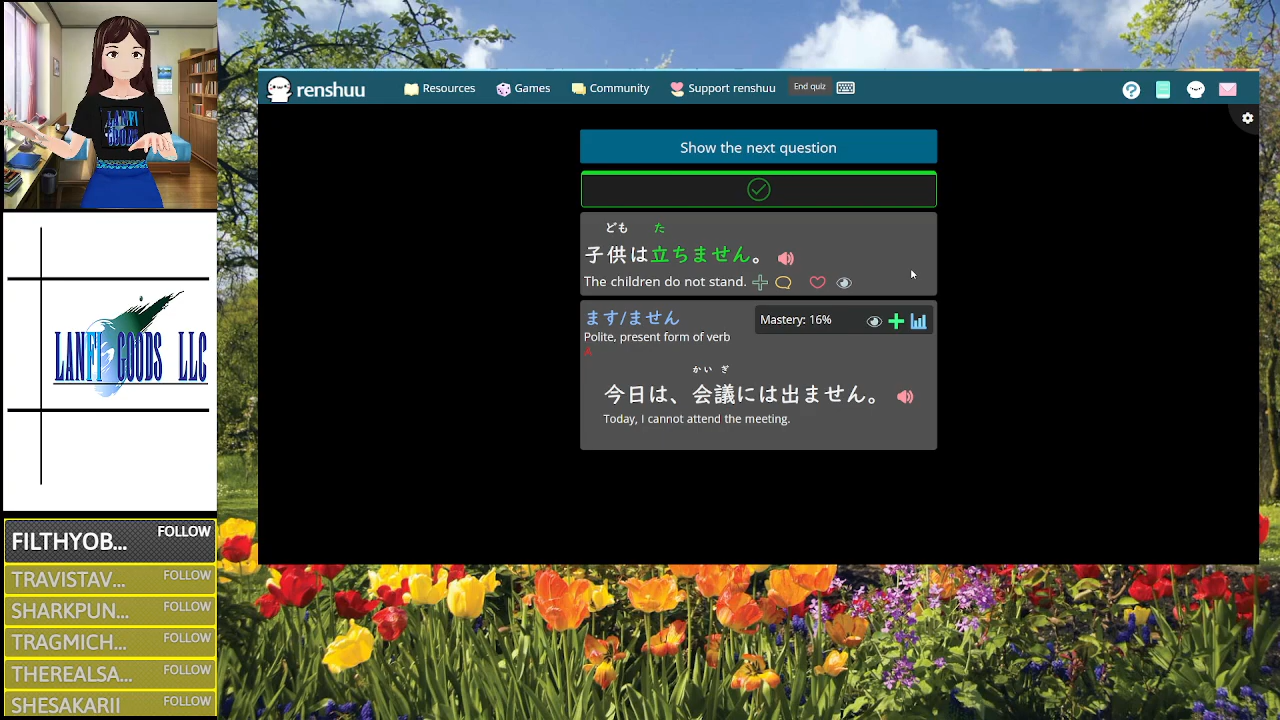 LANFI
GOODS
renshuu
Resources
Games
Community
Support renshuu
End quiz
Show the next question
ども た
子供は立ちません。
The children do not stand.
ます/ません
Mastery: 16%
Polite, present form of verb
かい ぎ
今日は、会議には出ません。
Today, I cannot attend the meeting.
LANFI GOODS LLC
FILTHYOB... FOLLOW
TRAVISTAV... FOLLOW
SHARKPUN... FOLLOW
TRAGMICH... FOLLOW
THEREALSA... FOLLOW
SHESAKARII FOLLOW